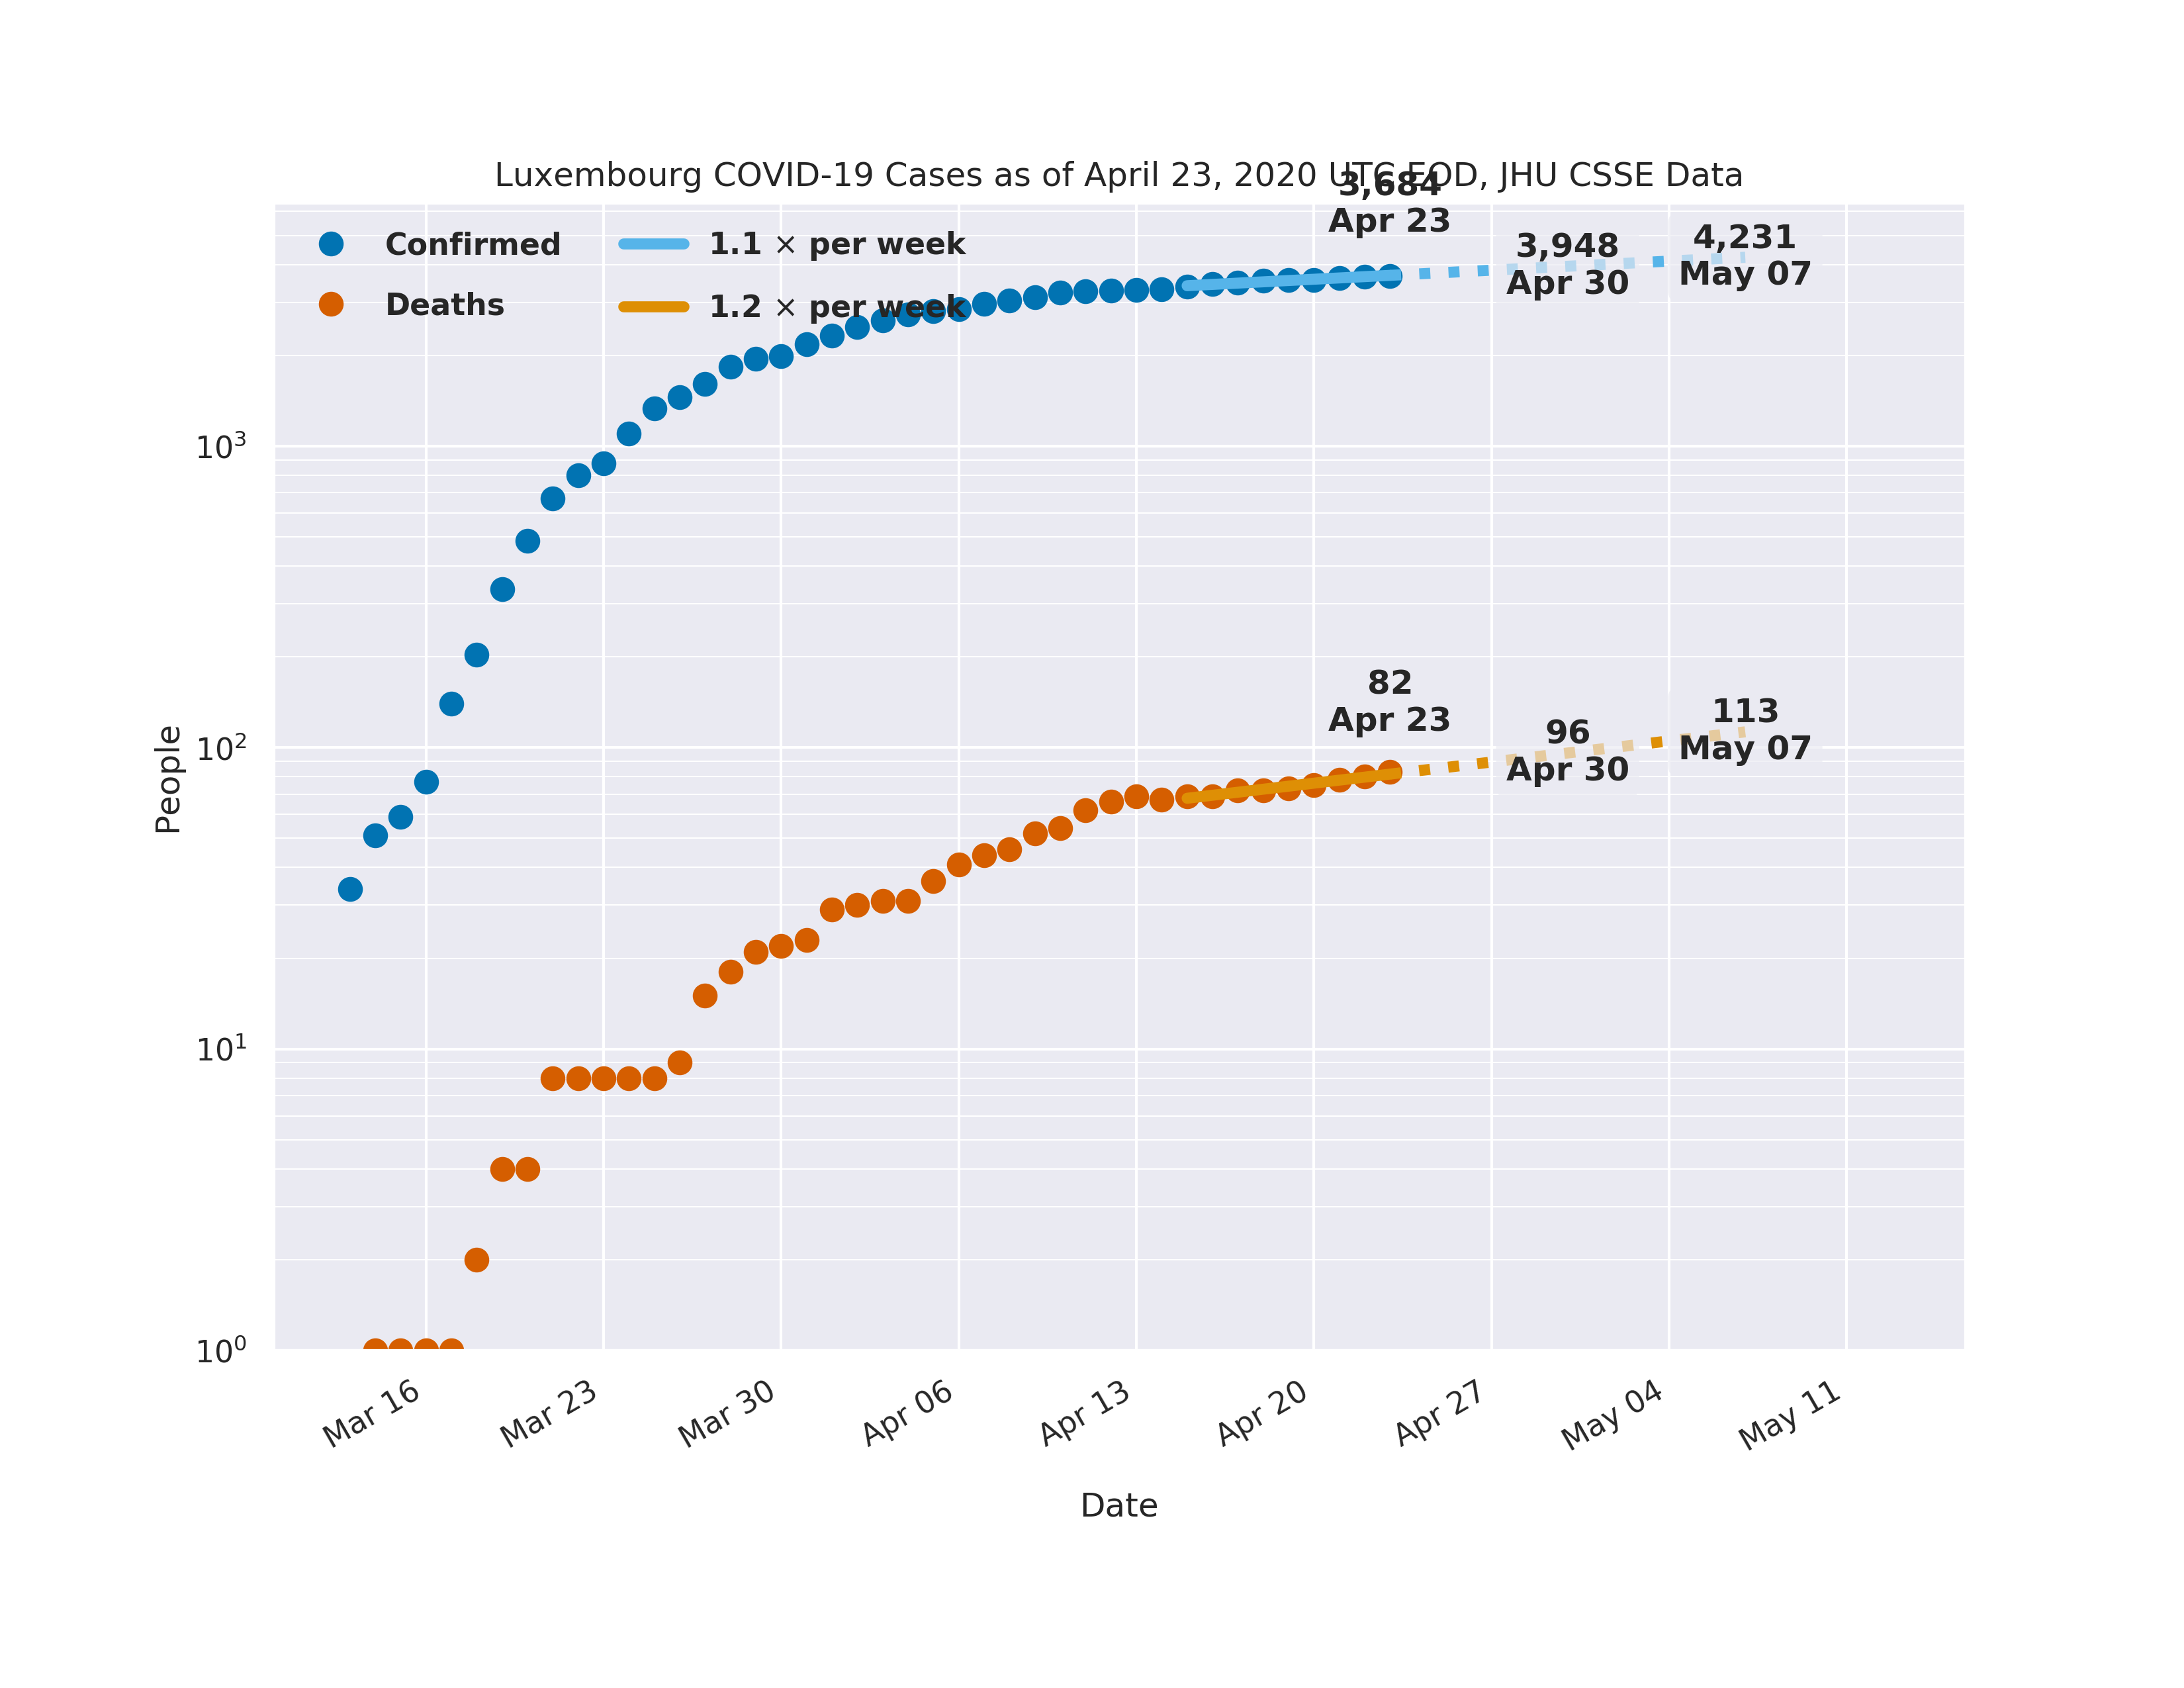 Luxembourg COVID-19 Cases as of April 23, 2020 UTC EOD, JHU CSSE Data
3,684
Apr 23
Confirmed
Deaths
1.1 × per week
1.2 × per week
3,948
Apr 30
4,231
May 07
82
Apr 23
96
Apr 30
113
May 07
People
10³
10²
10¹
10⁰
Mar 16
Mar 23
Mar 30
Apr 06
Apr 13
Apr 20
Apr 27
May 04
May 11
Date